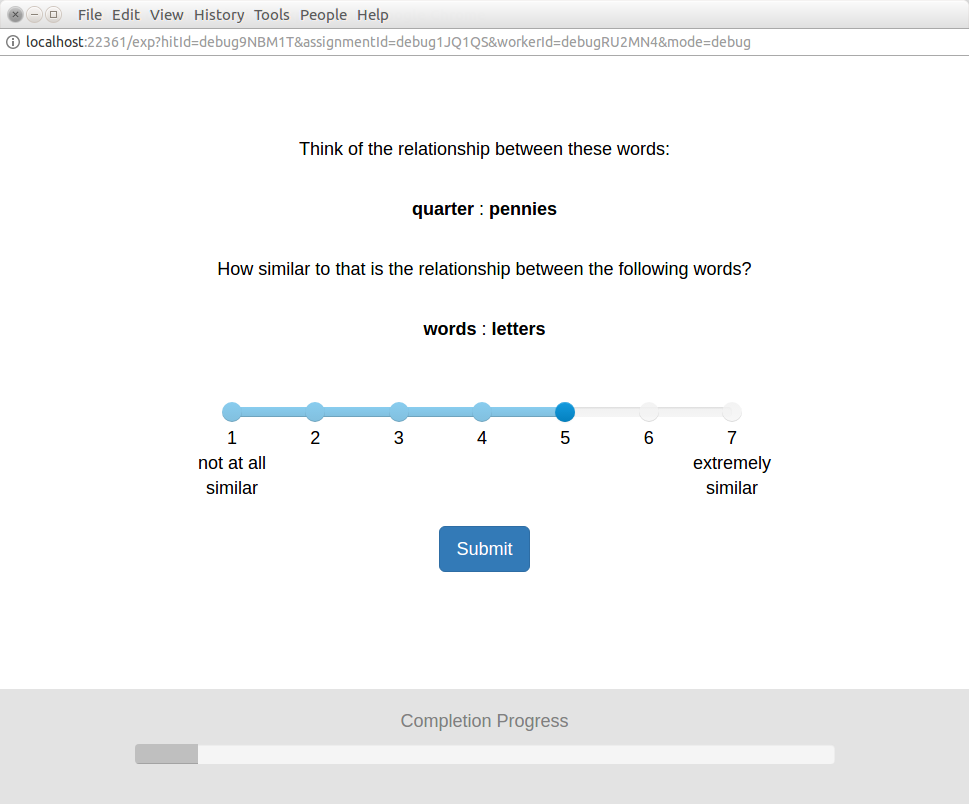 File Edit View History Tools People Help
localhost:22361/exp?hitId=debug9NBM1T&assignmentId=debug1JQ1QS&workerId=debugRU2MN4&mode=debug
Think of the relationship between these words:
quarter : pennies
How similar to that is the relationship between the following words?
words : letters
1 2 3 4 5 6 7
not at all extremely
similar similar
Submit
Completion Progress